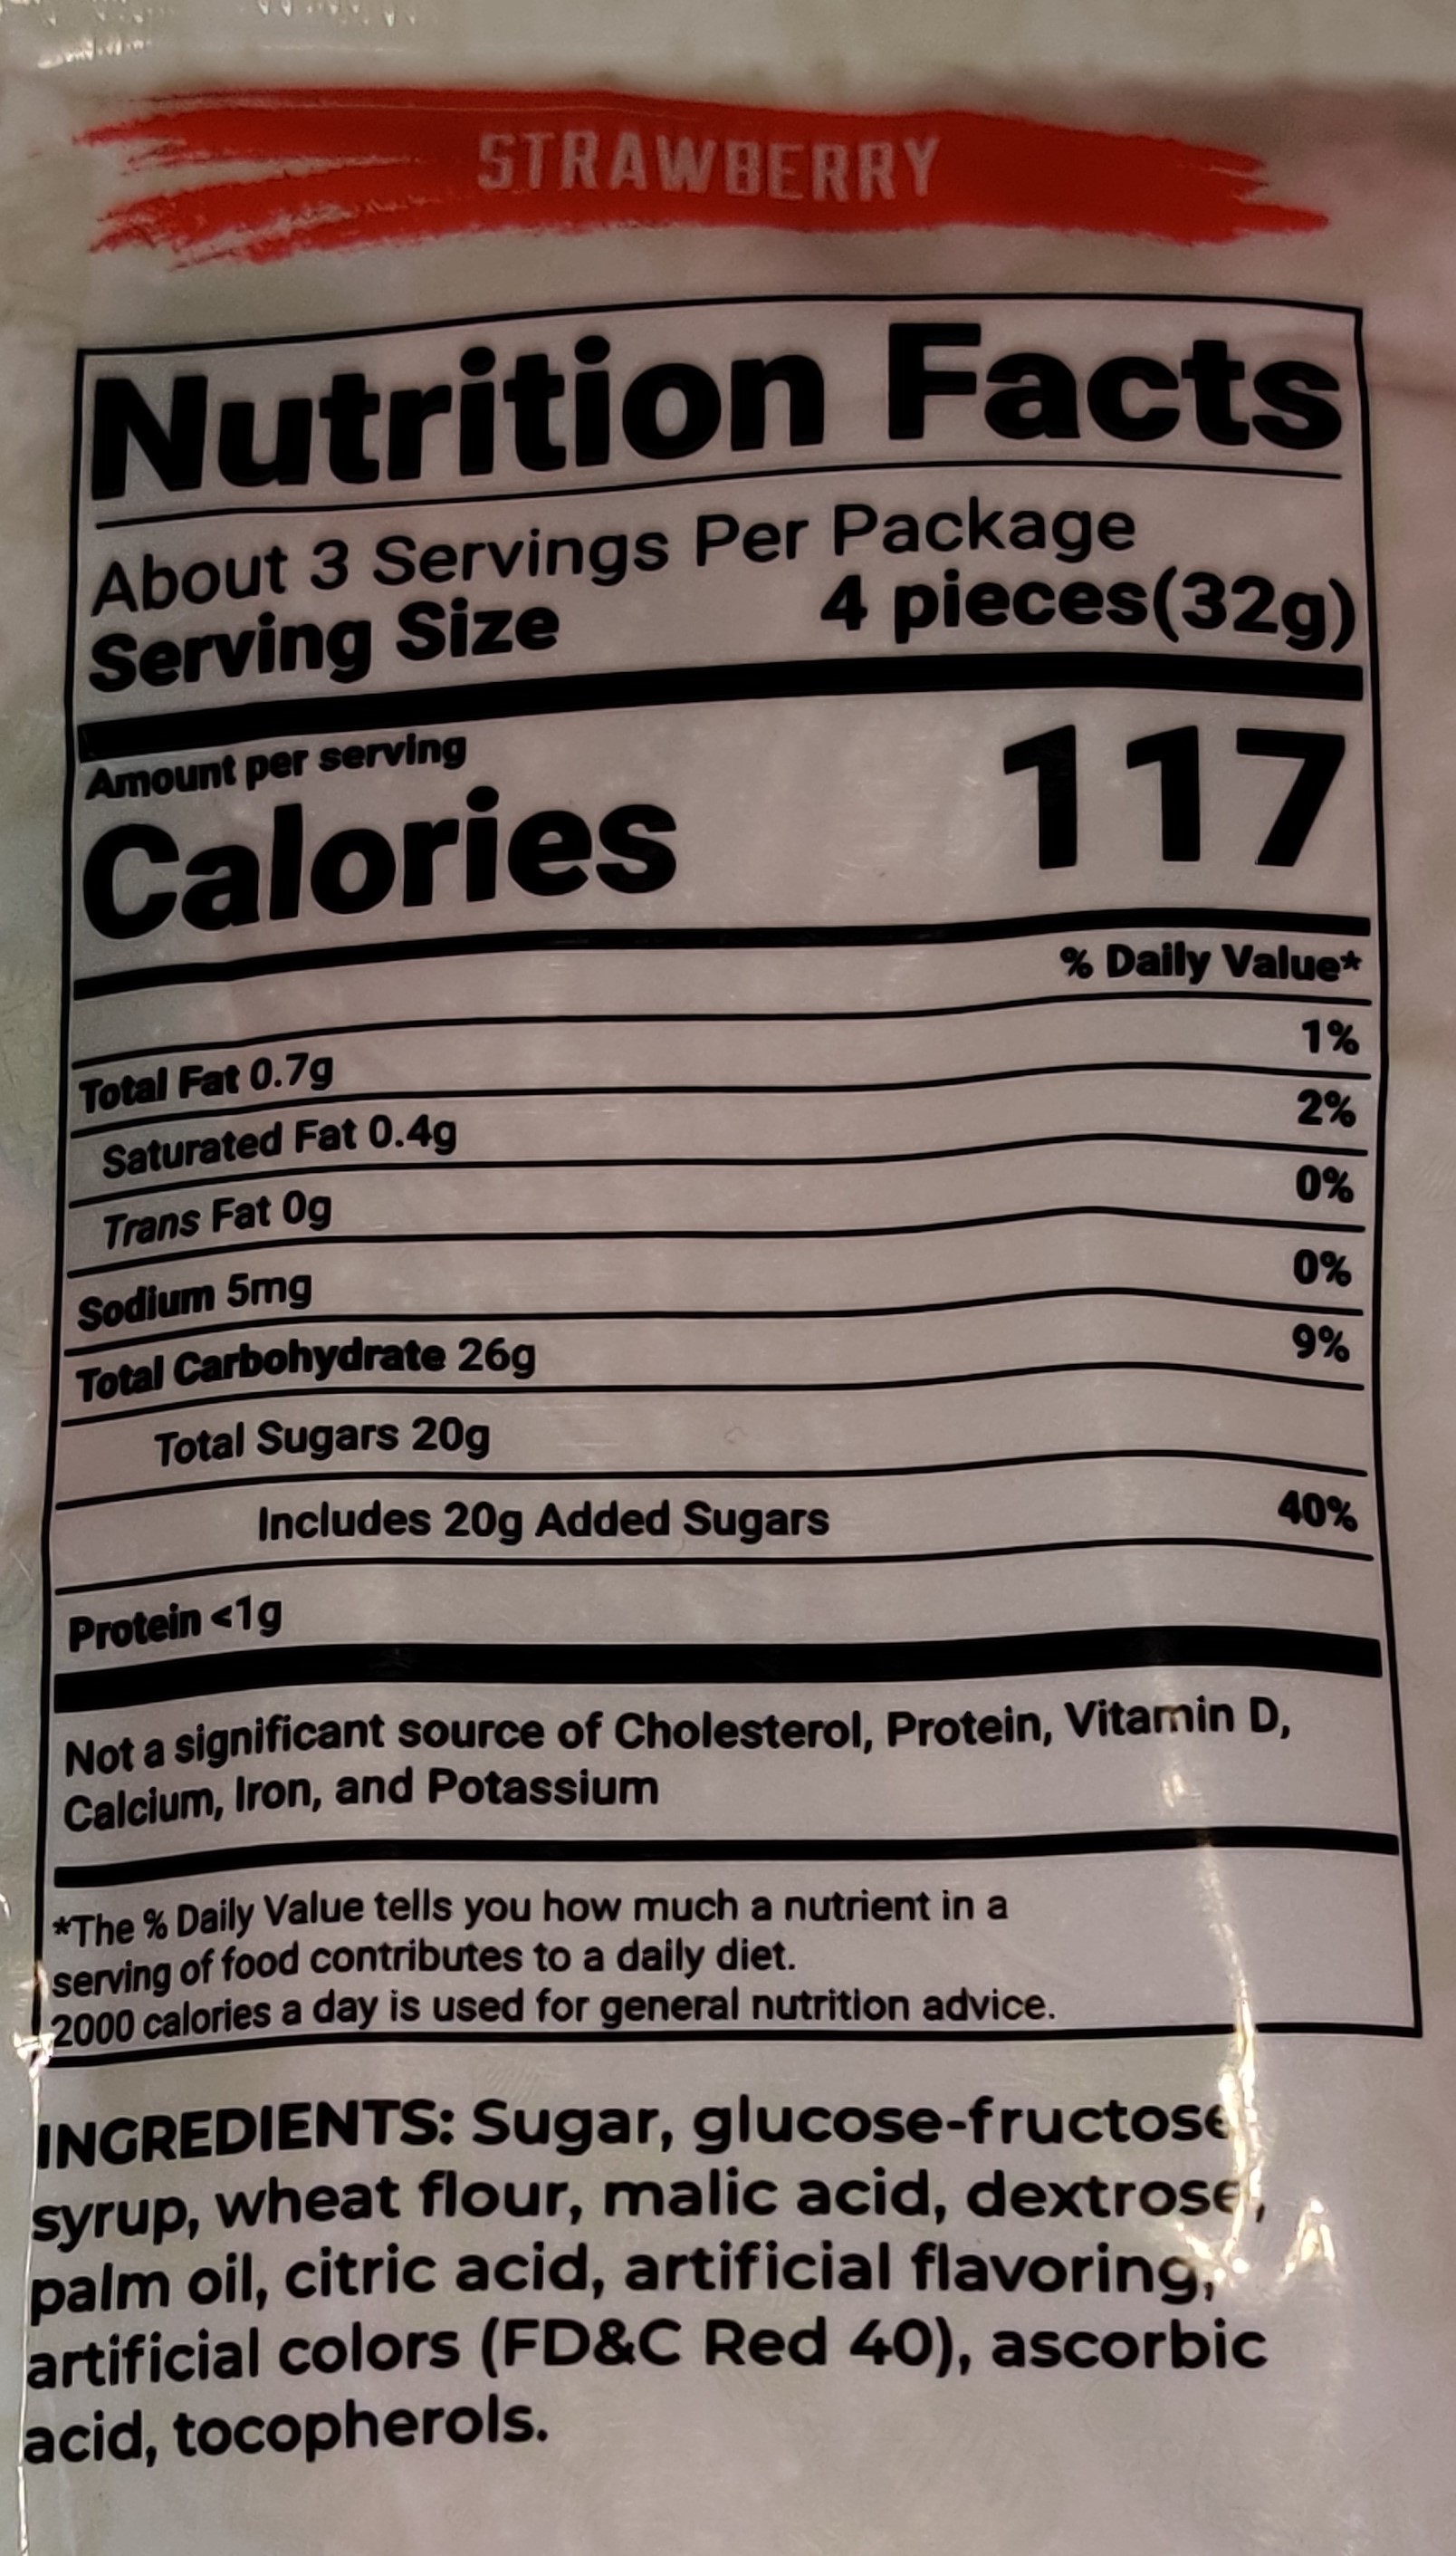 STRAWBERRY
Nutrition Facts
About 3 Servings Per Package
Serving Size 4 pieces(32g)
Amount per serving
Calories 117
% Daily Value*
Total Fat 0.7g 1%
Saturated Fat 0.4g 2%
Trans Fat 0g 0%
Sodium 5mg 0%
Total Carbohydrate 26g 9%
Total Sugars 20g
Includes 20g Added Sugars 40%
Protein <1g
Not a significant source of Cholesterol, Protein, Vitamin D,
Calcium, Iron, and Potassium
*The % Daily Value tells you how much a nutrient in a
serving of food contributes to a daily diet.
2000 calories a day is used for general nutrition advice.
INGREDIENTS: Sugar, glucose-fructose
syrup, wheat flour, malic acid, dextrose,
palm oil, citric acid, artificial flavoring,
artificial colors (FD&C Red 40), ascorbic
acid, tocopherols.